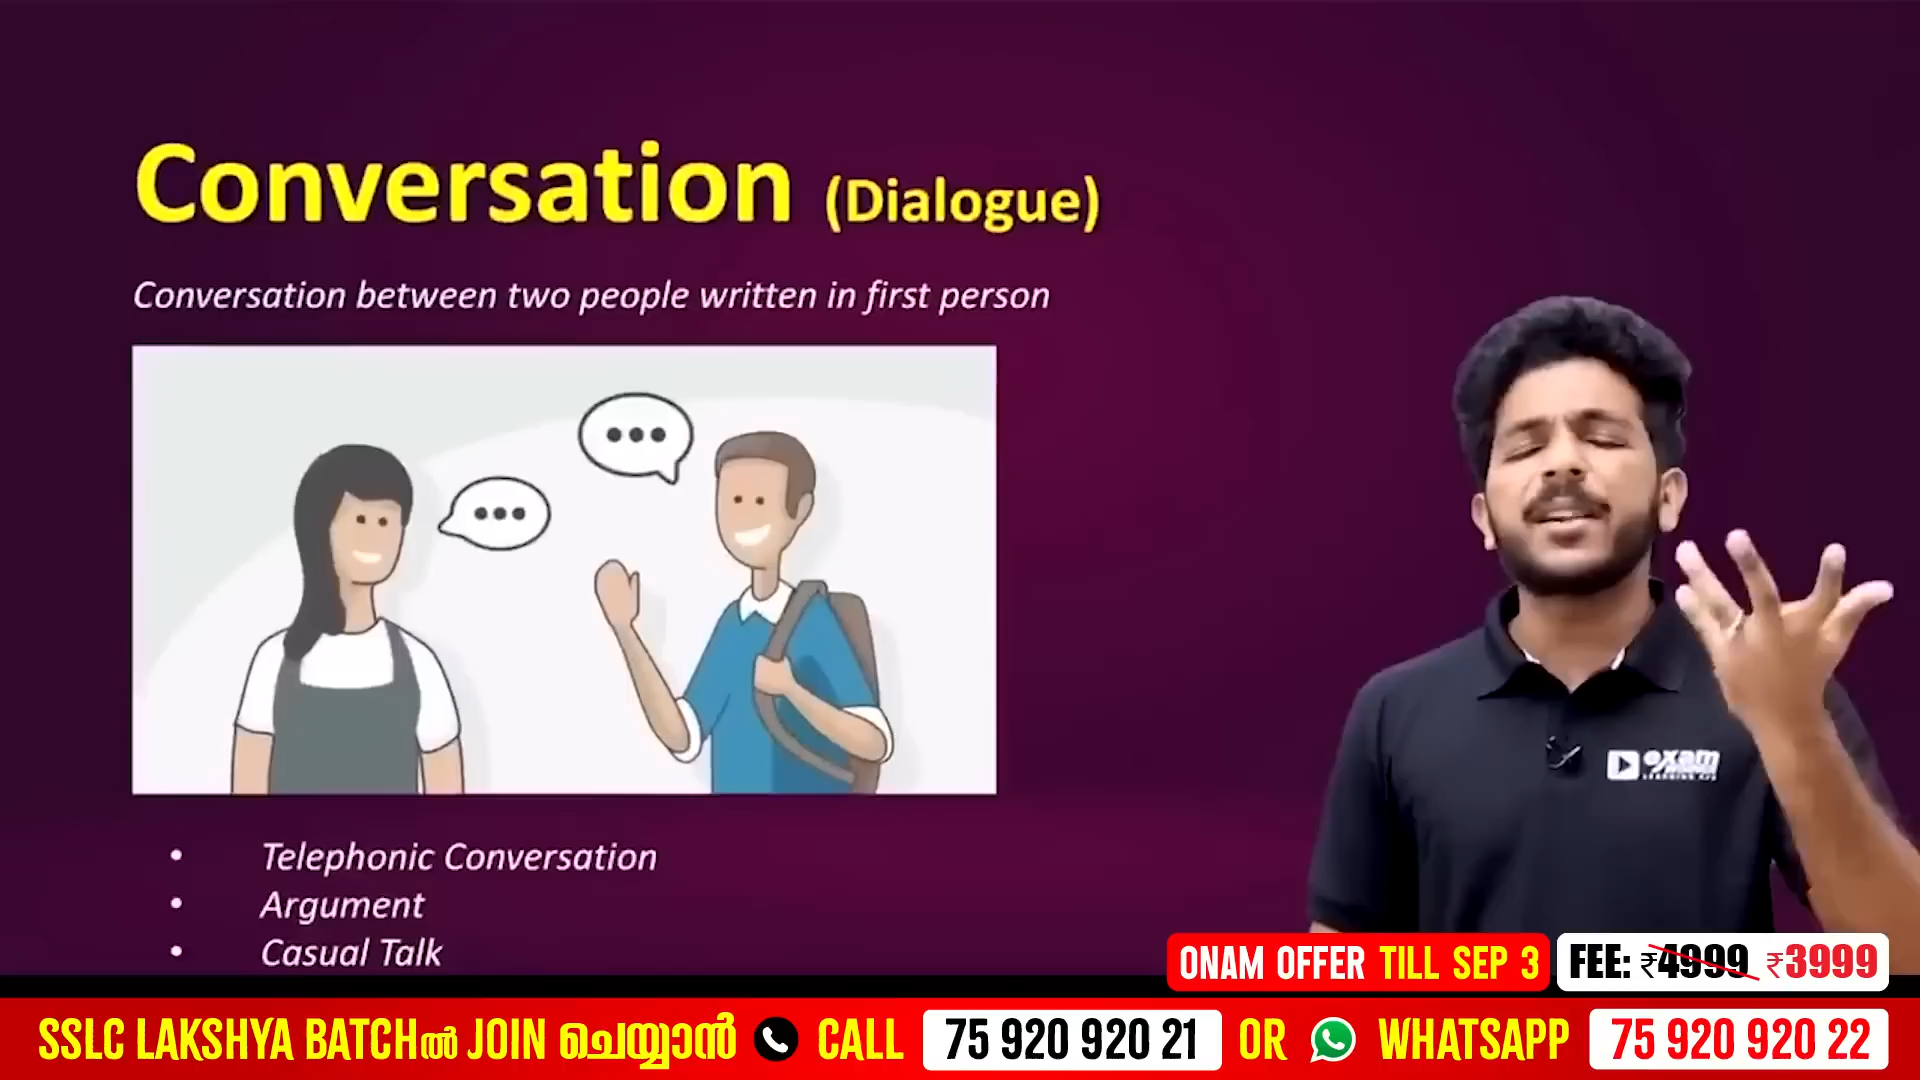 Conversation (Dialogue)
Conversation between two people written in first person
• Telephonic Conversation
• Argument
• Casual Talk
exam
ONAM OFFER TILL SEP 3 FEE: ₹4999 ₹3999
SSLC LAKSHYA BATCHൽ JOIN ചെയ്യാൻ CALL 75 920 920 21 OR WHATSAPP 75 920 920 22